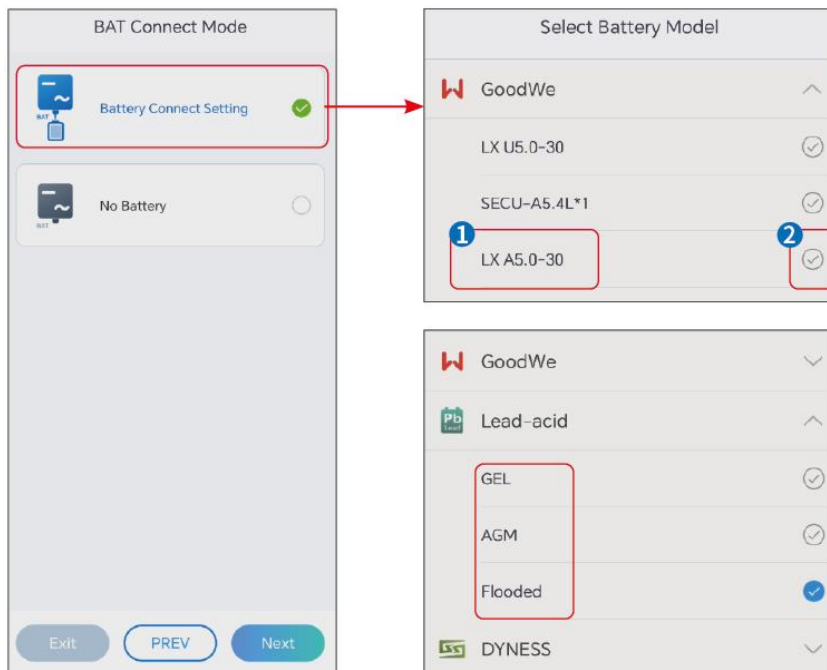 BAT Connect Mode
BAT
Battery Connect Setting
BAT
No Battery
Exit
PREV
Next
Select Battery Model
GoodWe
LX U5.0-30
SECU-A5.4L*1
1
2
LX A5.0-30
GoodWe
Pb
Lead
Lead-acid
GEL
AGM
Flooded
DYNESS